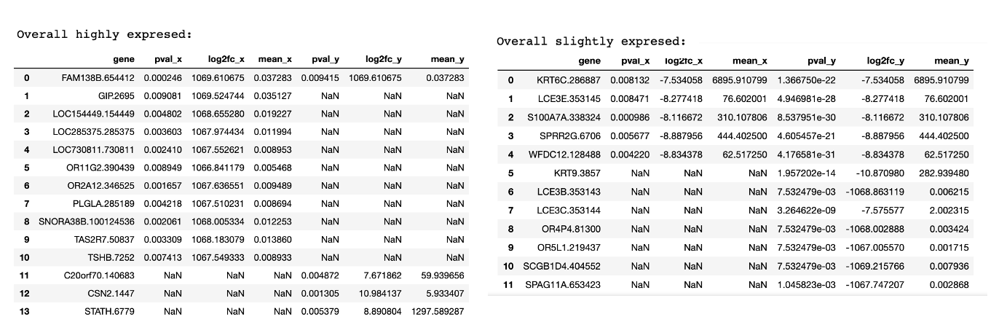 Overall highly expresed:
gene pval_x log2fc_x mean_x pval_y log2fc_y mean_y
0 FAM138B.654412 0.000246 1069.610675 0.037283 0.009415 1069.610675 0.037283
1 GIP.2695 0.009081 1069.524744 0.035127 NaN NaN NaN
2 LOC154449.154449 0.004802 1068.655280 0.019227 NaN NaN NaN
3 LOC285375.285375 0.003603 1067.974434 0.011994 NaN NaN NaN
4 LOC730811.730811 0.002410 1067.552621 0.008953 NaN NaN NaN
5 OR11G2.390439 0.008949 1066.841179 0.005468 NaN NaN NaN
6 OR2A12.346525 0.001657 1067.636551 0.009489 NaN NaN NaN
7 PLGLA.285189 0.004218 1067.510231 0.008694 NaN NaN NaN
8 SNORA38B.100124536 0.002061 1068.005334 0.012253 NaN NaN NaN
9 TAS2R7.50837 0.003309 1068.183079 0.013860 NaN NaN NaN
10 TSHB.7252 0.007413 1067.549333 0.008933 NaN NaN NaN
11 C20orf70.140683 NaN NaN NaN 0.004872 7.671862 59.939656
12 CSN2.1447 NaN NaN NaN 0.001305 10.984137 5.933407
13 STATH.6779 NaN NaN NaN 0.005379 8.890804 1297.589287
Overall slightly expresed:
gene pval_x log2fc_x mean_x pval_y log2fc_y mean_y
0 KRT6C.286887 0.008132 -7.534058 6895.910799 1.366750e-22 -7.534058 6895.910799
1 LCE3E.353145 0.008471 -8.277418 76.602001 4.946981e-28 -8.277418 76.602001
2 S100A7A.338324 0.000986 -8.116672 310.107806 8.537951e-30 -8.116672 310.107806
3 SPRR2G.6706 0.005677 -8.887956 444.402500 4.605457e-21 -8.887956 444.402500
4 WFDC12.128488 0.004220 -8.834378 62.517250 4.176581e-31 -8.834378 62.517250
5 KRT9.3857 NaN NaN NaN 1.957202e-14 -10.870980 282.939480
6 LCE3B.353143 NaN NaN NaN 7.532479e-03 -1068.863119 0.006215
7 LCE3C.353144 NaN NaN NaN 3.264622e-09 -7.575577 2.002315
8 OR4P4.81300 NaN NaN NaN 7.532479e-03 -1068.002888 0.003424
9 OR5L1.219437 NaN NaN NaN 7.532479e-03 -1067.005570 0.001715
10 SCGB1D4.404552 NaN NaN NaN 7.532479e-03 -1069.215766 0.007936
11 SPAG11A.653423 NaN NaN NaN 1.045823e-03 -1067.747207 0.002868